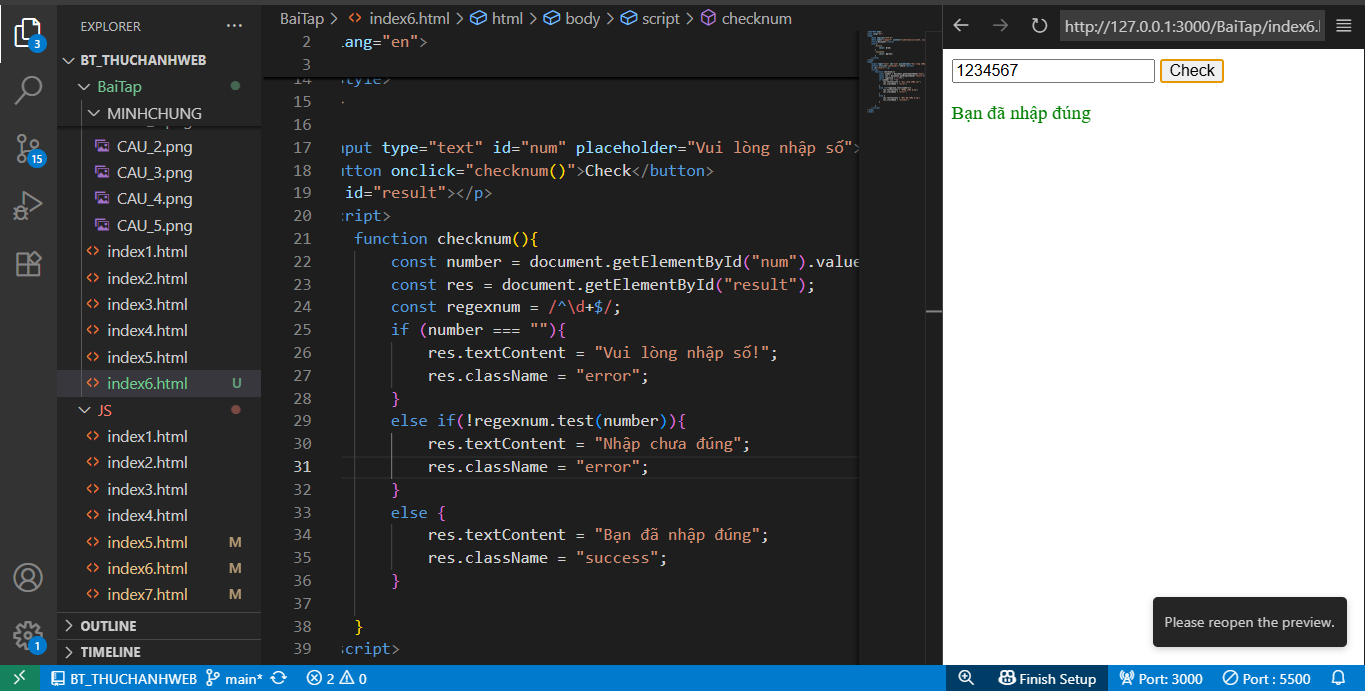 EXPLORER
BT_THUCHANHWEB
BaiTap
MINHCHUNG
CAU_2.png
CAU_3.png
CAU_4.png
CAU_5.png
index1.html
index2.html
index3.html
index4.html
index5.html
index6.html U
JS
index1.html
index2.html
index3.html
index4.html
index5.html M
index6.html M
index7.html M
OUTLINE
TIMELINE
3
15
1
BaiTap > index6.html > html > body > script > checknum
2 lang="en">
3
14 style>
15
16
17 nput type="text" id="num" placeholder="Vui lòng nhập số">
18 utton onclick="checknum()">Check</button>
19 id="result"></p>
20 cript>
21 function checknum(){
22 const number = document.getElementById("num").value
23 const res = document.getElementById("result");
24 const regexnum = /^\d+$/;
25 if (number === ""){
26 res.textContent = "Vui lòng nhập số!";
27 res.className = "error";
28 }
29 else if(!regexnum.test(number)){
30 res.textContent = "Nhập chưa đúng";
31 res.className = "error";
32 }
33 else {
34 res.textContent = "Bạn đã nhập đúng";
35 res.className = "success";
36 }
37
38 }
39 script>
http://127.0.0.1:3000/BaiTap/index6.h
1234567 Check
Bạn đã nhập đúng
Please reopen the preview.
BT_THUCHANHWEB main* 2 0 Finish Setup Port: 3000 Port : 5500